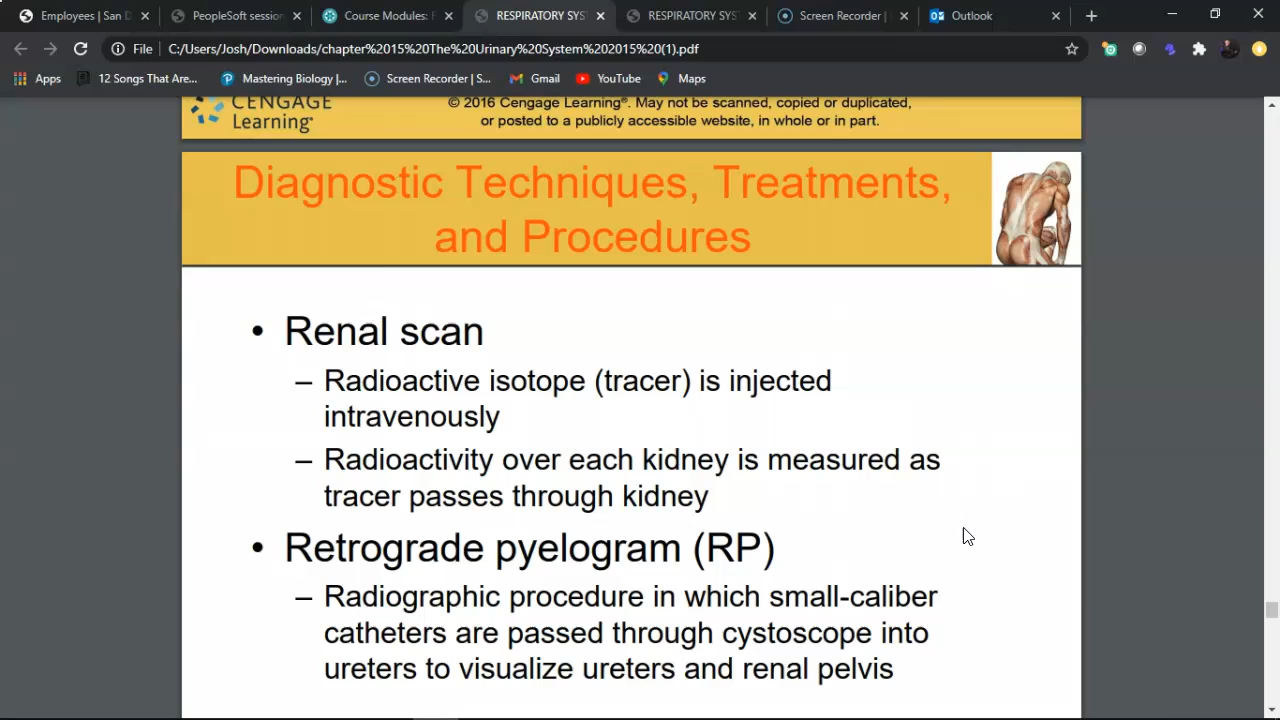 Employees | San D
PeopleSoft session
Course Modules: F
RESPIRATORY SYS
RESPIRATORY SYS
Screen Recorder |
Outlook
File
C:/Users/Josh/Downloads/chapter%2015%20The%20Urinary%20System%202015%20(1).pdf
Apps
12 Songs That Are...
Mastering Biology |...
Screen Recorder | S...
Gmail
YouTube
Maps
CENGAGE
Learning®
© 2016 Cengage Learning®. May not be scanned, copied or duplicated,
or posted to a publicly accessible website, in whole or in part.
Diagnostic Techniques, Treatments,
and Procedures
• Renal scan
– Radioactive isotope (tracer) is injected
intravenously
– Radioactivity over each kidney is measured as
tracer passes through kidney
• Retrograde pyelogram (RP)
– Radiographic procedure in which small-caliber
catheters are passed through cystoscope into
ureters to visualize ureters and renal pelvis